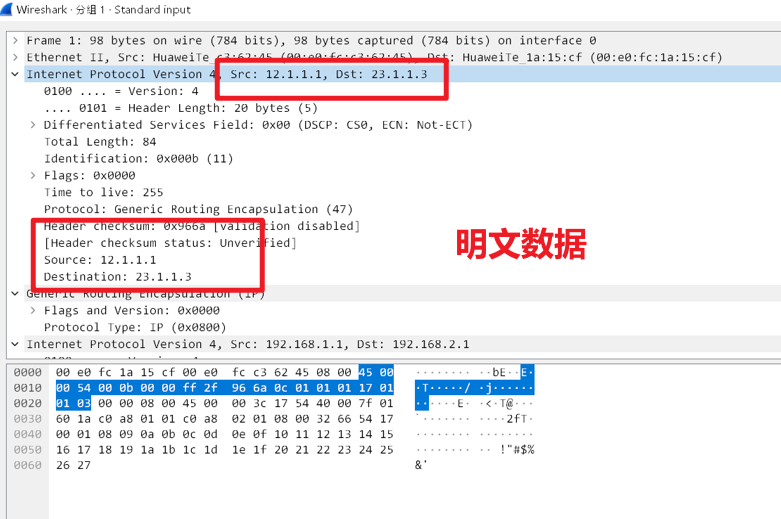 Wireshark · 分组 1 · Standard input
Frame 1: 98 bytes on wire (784 bits), 98 bytes captured (784 bits) on interface 0
Ethernet II, Src: HuaweiTe_c3:62:45 (00:e0:fc:c3:62:45), Dst: HuaweiTe_1a:15:cf (00:e0:fc:1a:15:cf)
Internet Protocol Version 4, Src: 12.1.1.1, Dst: 23.1.1.3
0100 .... = Version: 4
.... 0101 = Header Length: 20 bytes (5)
Differentiated Services Field: 0x00 (DSCP: CS0, ECN: Not-ECT)
Total Length: 84
Identification: 0x000b (11)
Flags: 0x0000
Time to live: 255
Protocol: Generic Routing Encapsulation (47)
Header checksum: 0x966a [validation disabled]
[Header checksum status: Unverified]
Source: 12.1.1.1
Destination: 23.1.1.3
明文数据
Generic Routing Encapsulation (IP)
Flags and Version: 0x0000
Protocol Type: IP (0x0800)
Internet Protocol Version 4, Src: 192.168.1.1, Dst: 192.168.2.1
0000 00 e0 fc 1a 15 cf 00 e0 fc c3 62 45 08 00 45 00 ········ ··bE··E·
0010 00 54 00 0b 00 00 ff 2f 96 6a 0c 01 01 01 17 01 ·T·····/ ·j······
0020 01 03 00 00 08 00 45 00 00 3c 17 54 40 00 7f 01 ······E· ·<·T@···
0030 60 1a c0 a8 01 01 c0 a8 02 01 08 00 32 66 54 17 `······· ····2fT·
0040 00 01 08 09 0a 0b 0c 0d 0e 0f 10 11 12 13 14 15 ········ ········
0050 16 17 18 19 1a 1b 1c 1d 1e 1f 20 21 22 23 24 25 ········ ·· !"#$%
0060 26 27 &'